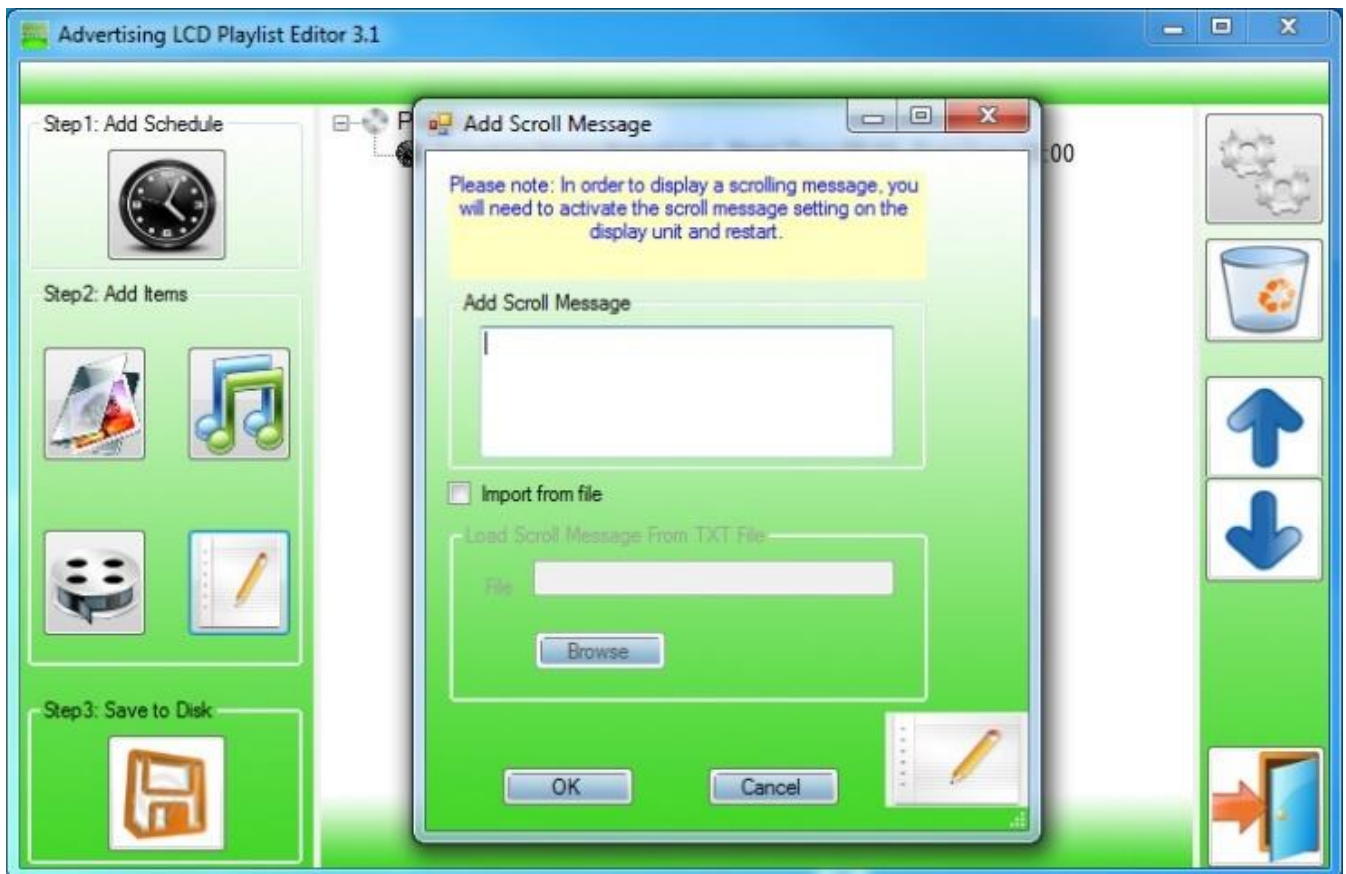 Advertising LCD Playlist Editor 3.1
Step1: Add Schedule
P
:00
Add Scroll Message
Please note: In order to display a scrolling message, you
will need to activate the scroll message setting on the
display unit and restart.
Step2: Add Items
Add Scroll Message
Import from file
Load Scroll Message From TXT File
File
Browse
Step3: Save to Disk
OK
Cancel